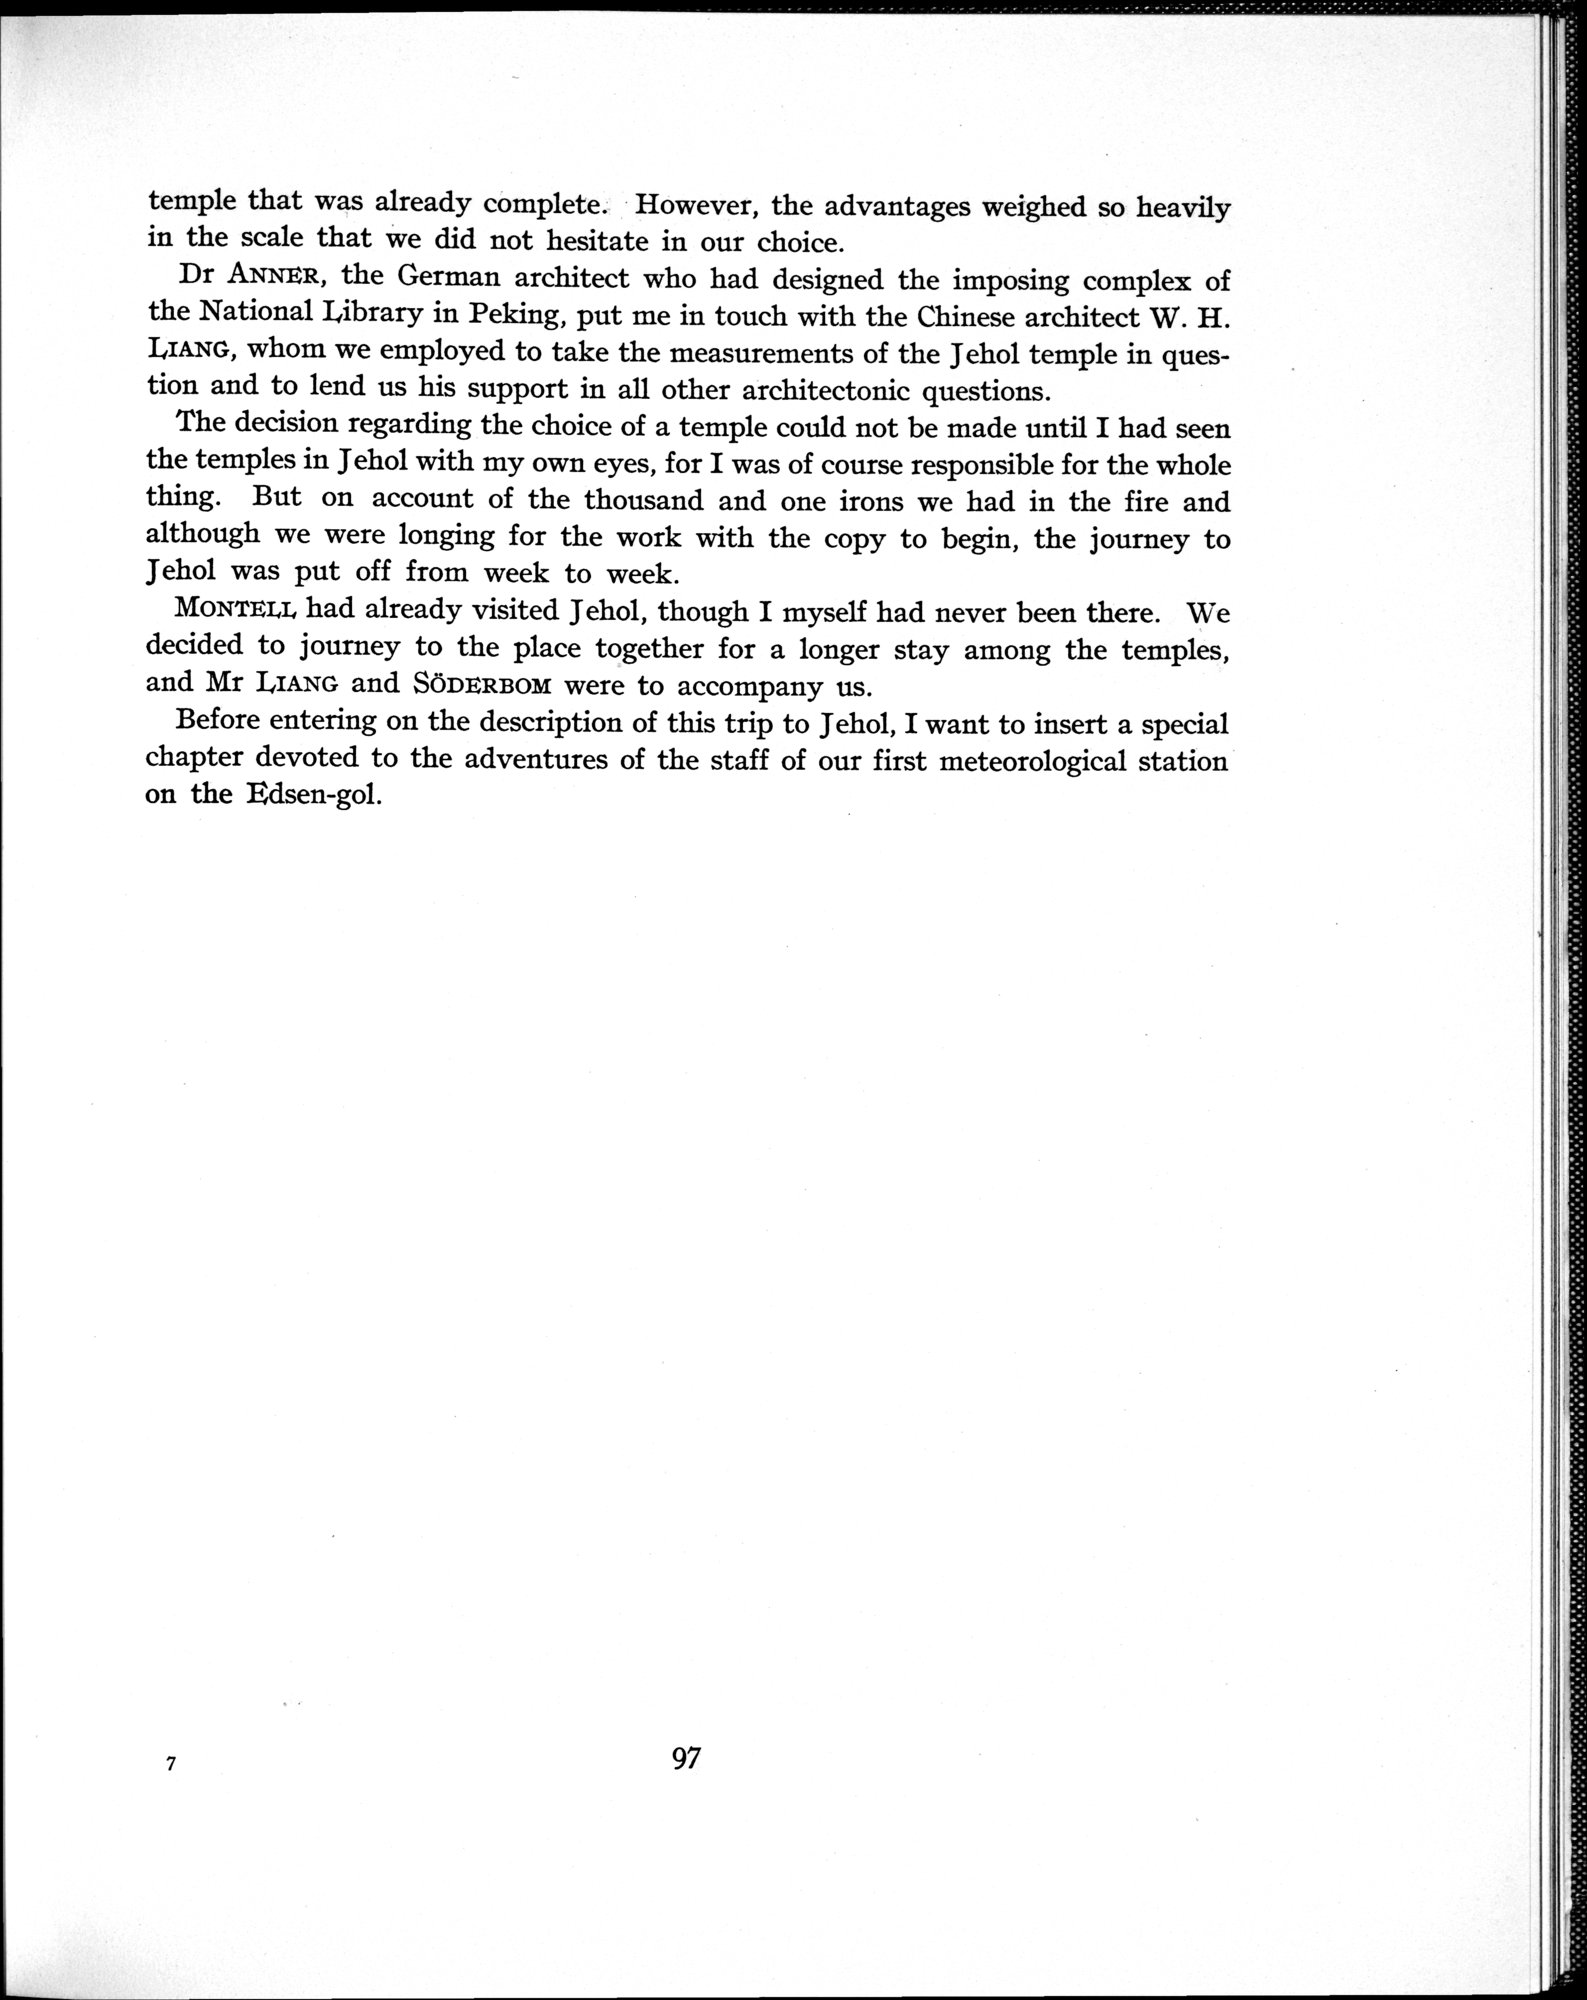 temple that was already complete. However, the advantages weighed so heavily
in the scale that we did not hesitate in our choice.
Dr ANNER, the German architect who had designed the imposing complex of
the National Library in Peking, put me in touch with the Chinese architect W. H.
LIANG, whom we employed to take the measurements of the Jehol temple in ques-
tion and to lend us his support in all other architectonic questions.
The decision regarding the choice of a temple could not be made until I had seen
the temples in Jehol with my own eyes, for I was of course responsible for the whole
thing. But on account of the thousand and one irons we had in the fire and
although we were longing for the work with the copy to begin, the journey to
Jehol was put off from week to week.
MONTELL had already visited Jehol, though I myself had never been there. We
decided to journey to the place together for a longer stay among the temples,
and Mr LIANG and SÖDERBOM were to accompany us.
Before entering on the description of this trip to Jehol, I want to insert a special
chapter devoted to the adventures of the staff of our first meteorological station
on the Edsen-gol.
7 97